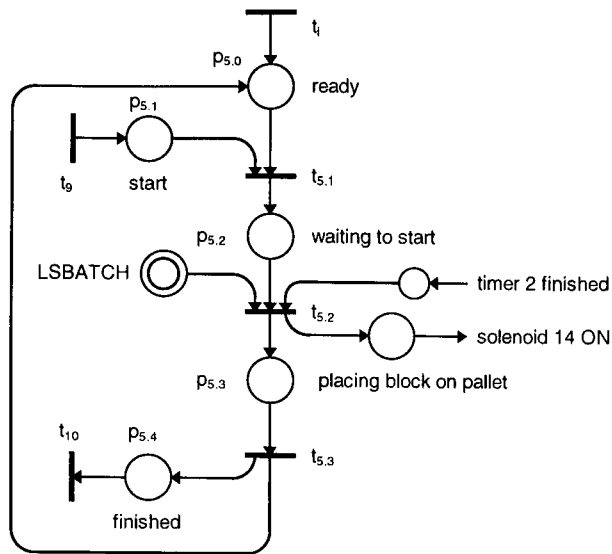 tᵢ
p₅.₀
ready
p₅.₁
t₉
start
t₅.₁
p₅.₂
waiting to start
LSBATCH
timer 2 finished
t₅.₂
solenoid 14 ON
p₅.₃
placing block on pallet
t₁₀
p₅.₄
t₅.₃
finished